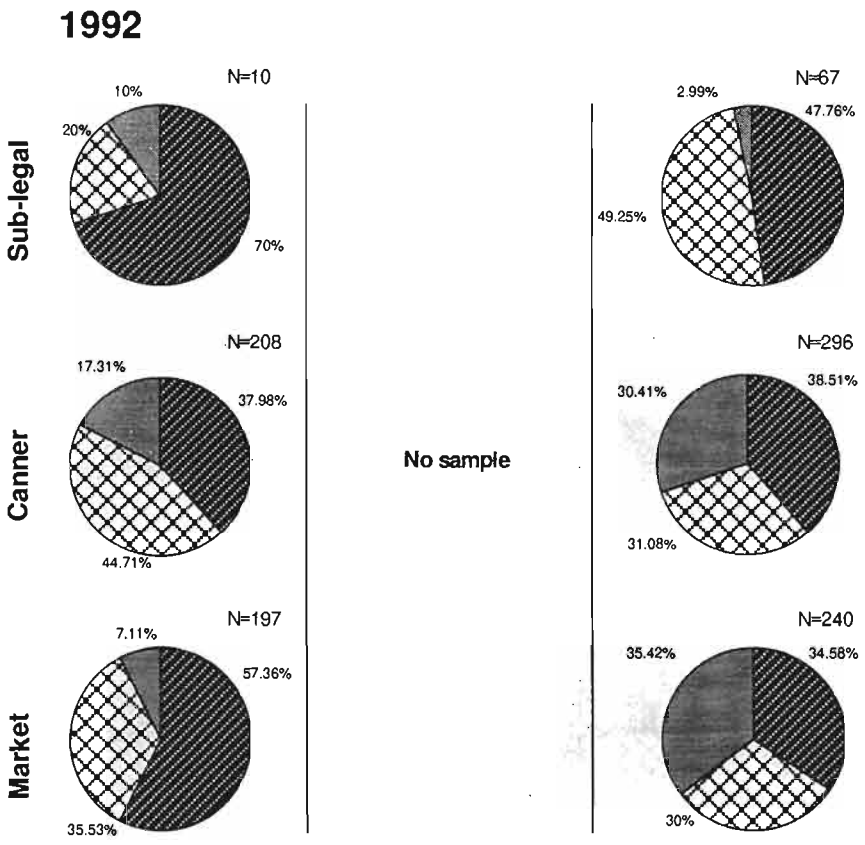 1992
Sub-legal
N=10
10%
20%
70%
N=67
2.99%
47.76%
49.25%
Canner
N=208
17.31%
37.98%
44.71%
No sample
N=296
30.41%
38.51%
31.08%
Market
N=197
7.11%
57.36%
35.53%
N=240
35.42%
34.58%
30%